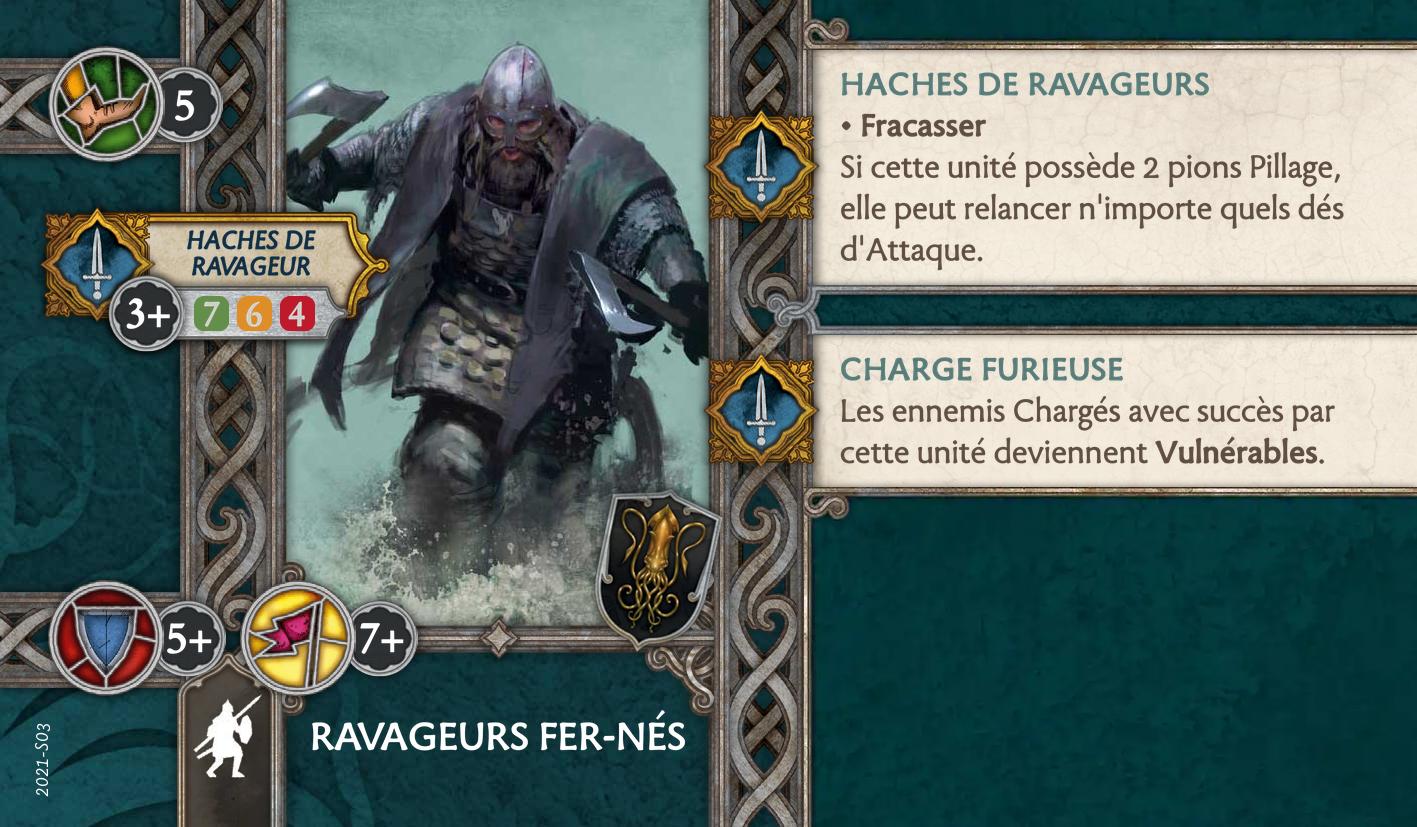 5
HACHES DE
RAVAGEUR
3+ 7 6 4
5+ 7+
RAVAGEURS FER-NÉS
2021-S03
HACHES DE RAVAGEURS
• Fracasser
Si cette unité possède 2 pions Pillage,
elle peut relancer n'importe quels dés
d'Attaque.
CHARGE FURIEUSE
Les ennemis Chargés avec succès par
cette unité deviennent Vulnérables.